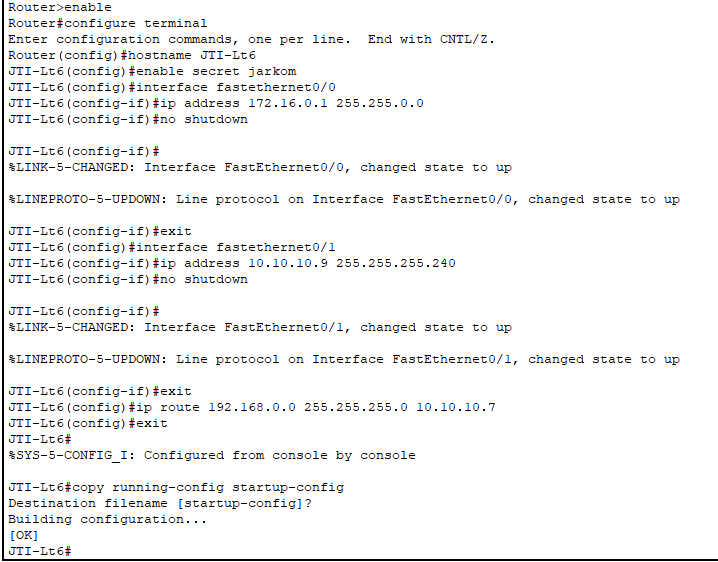 Router>enable
Router#configure terminal
Enter configuration commands, one per line.  End with CNTL/Z.
Router(config)#hostname JTI-Lt6
JTI-Lt6(config)#enable secret jarkom
JTI-Lt6(config)#interface fastethernet0/0
JTI-Lt6(config-if)#ip address 172.16.0.1 255.255.0.0
JTI-Lt6(config-if)#no shutdown

JTI-Lt6(config-if)#
%LINK-5-CHANGED: Interface FastEthernet0/0, changed state to up

%LINEPROTO-5-UPDOWN: Line protocol on Interface FastEthernet0/0, changed state to up

JTI-Lt6(config-if)#exit
JTI-Lt6(config)#interface fastethernet0/1
JTI-Lt6(config-if)#ip address 10.10.10.9 255.255.255.240
JTI-Lt6(config-if)#no shutdown

JTI-Lt6(config-if)#
%LINK-5-CHANGED: Interface FastEthernet0/1, changed state to up

%LINEPROTO-5-UPDOWN: Line protocol on Interface FastEthernet0/1, changed state to up

JTI-Lt6(config-if)#exit
JTI-Lt6(config)#ip route 192.168.0.0 255.255.255.0 10.10.10.7
JTI-Lt6(config)#exit
JTI-Lt6#
%SYS-5-CONFIG_I: Configured from console by console

JTI-Lt6#copy running-config startup-config
Destination filename [startup-config]?
Building configuration...
[OK]
JTI-Lt6#